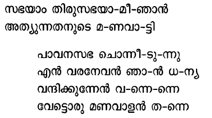 സഭയാം തിരുസഭയാ-മീ-ഞാൻ
അത്യുന്നതനുടെ മ-ണവാ-ട്ടി
പാവനസഭ ചൊന്നീ-ടു-ന്നു
എൻ വരനേവൻ ഞാ-ൻ ധ-ന്യ
വന്ദിക്കുന്നേൻ വ-ന്നെ-ന്നെ
വേട്ടൊരു മണവാളൻ ത-ന്നെ